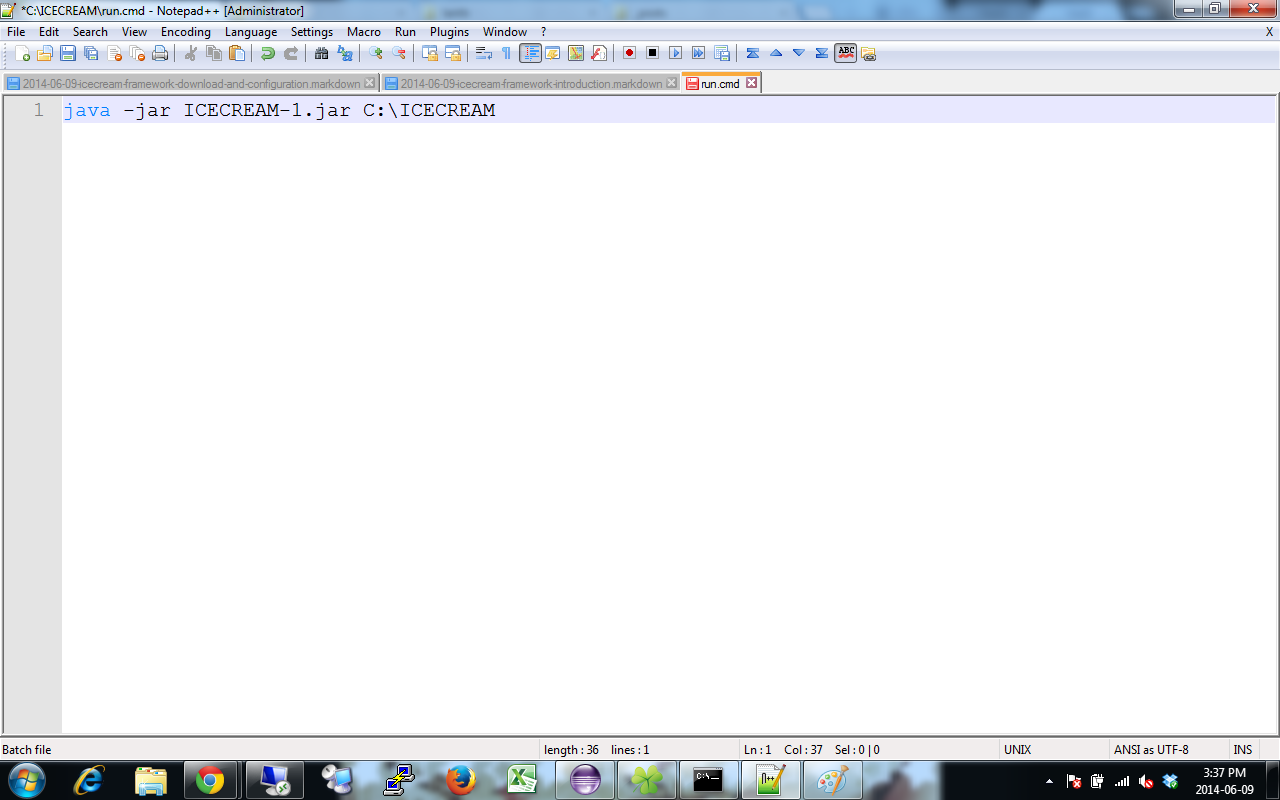 *C:\ICECREAM\run.cmd - Notepad++ [Administrator]
File Edit Search View Encoding Language Settings Macro Run Plugins Window ? X
2014-06-09-icecream-framework-download-and-configuration.markdown 2014-06-09-icecream-framework-introduction.markdown run.cmd
1 java -jar ICECREAM-1.jar C:\ICECREAM
Batch file length : 36 lines : 1 Ln : 1 Col : 37 Sel : 0 | 0 UNIX ANSI as UTF-8 INS
3:37 PM
2014-06-09